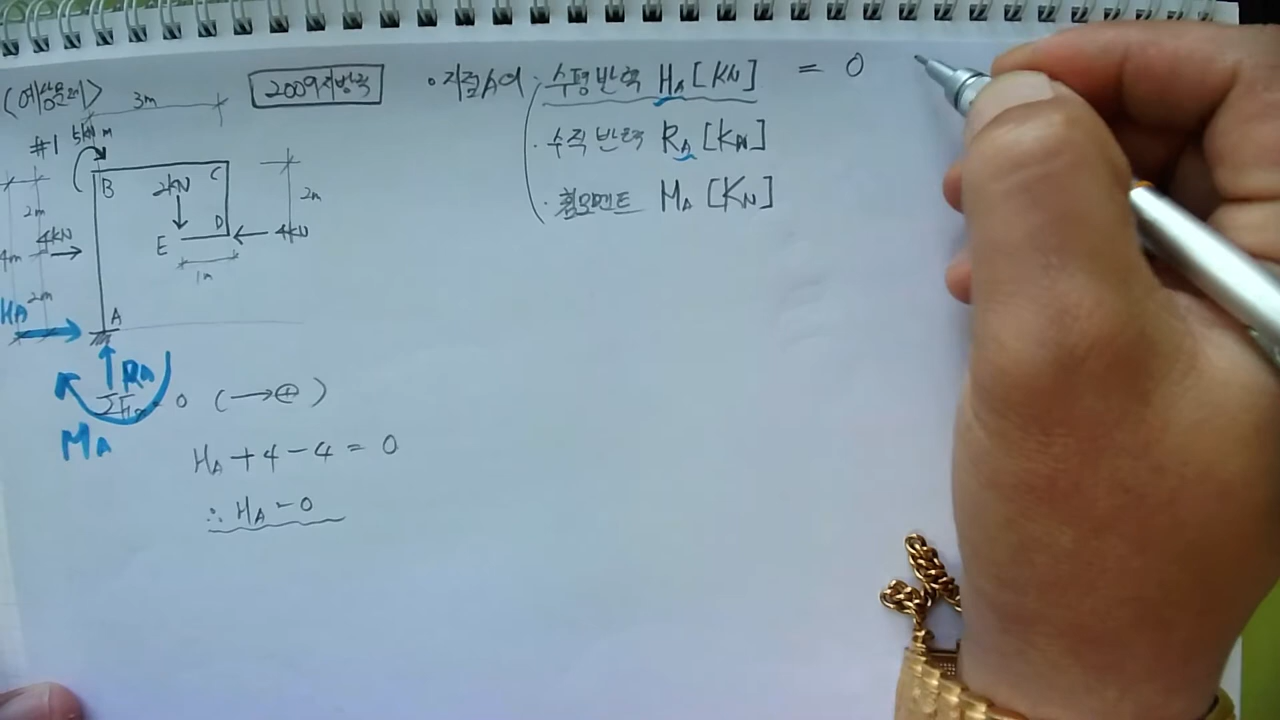 (예상문제)
2009지방직
• 지점A의 · 수평반력 HA[KN] = 0
· 수직반력 RA[KN]
· 휨모멘트 MA[KN]
3m
#1
5kN m
B
C
2kN
2m
2m
4kN
D
4kN
E
4m
1m
2m
HA
A
RA
= 0 (→⊕)
MA
HA+4-4=0
∴ HA=0